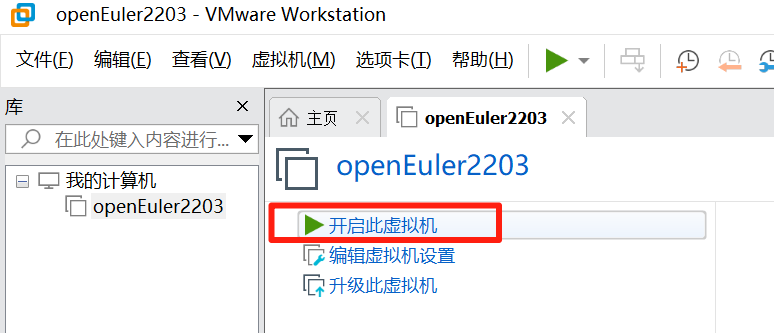 openEuler2203 - VMware Workstation
文件(F) 编辑(E) 查看(V) 虚拟机(M) 选项卡(T) 帮助(H)
库
主页
openEuler2203
在此处键入内容进行...
openEuler2203
我的计算机
openEuler2203
开启此虚拟机
编辑虚拟机设置
升级此虚拟机